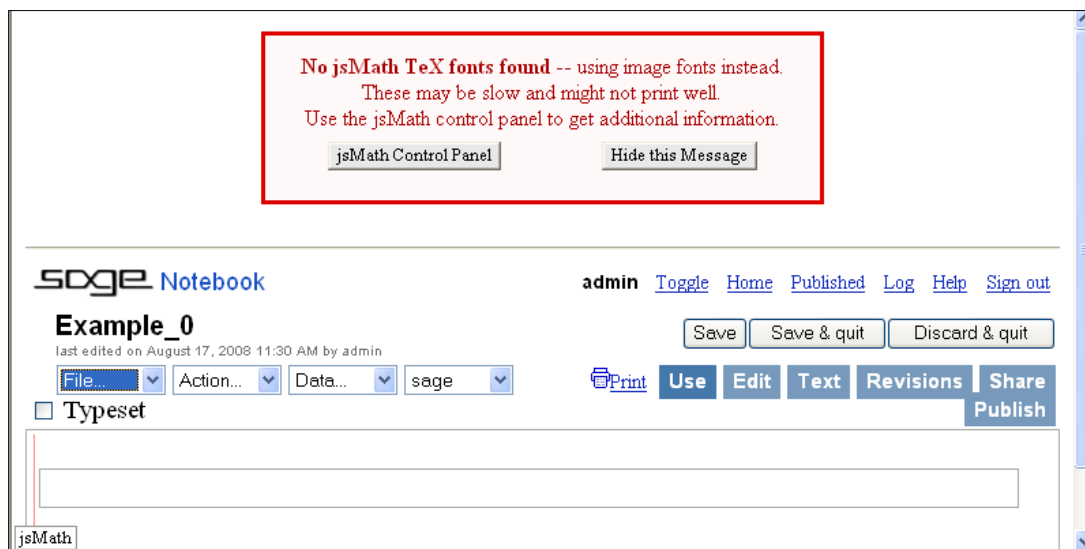 No jsMath TeX fonts found -- using image fonts instead.
These may be slow and might not print well.
Use the jsMath control panel to get additional information.
jsMath Control Panel Hide this Message
sage Notebook admin Toggle Home Published Log Help Sign out
Example_0 Save Save & quit Discard & quit
last edited on August 17, 2008 11:30 AM by admin
File... Action... Data... sage Print Use Edit Text Revisions Share
Typeset Publish
jsMath